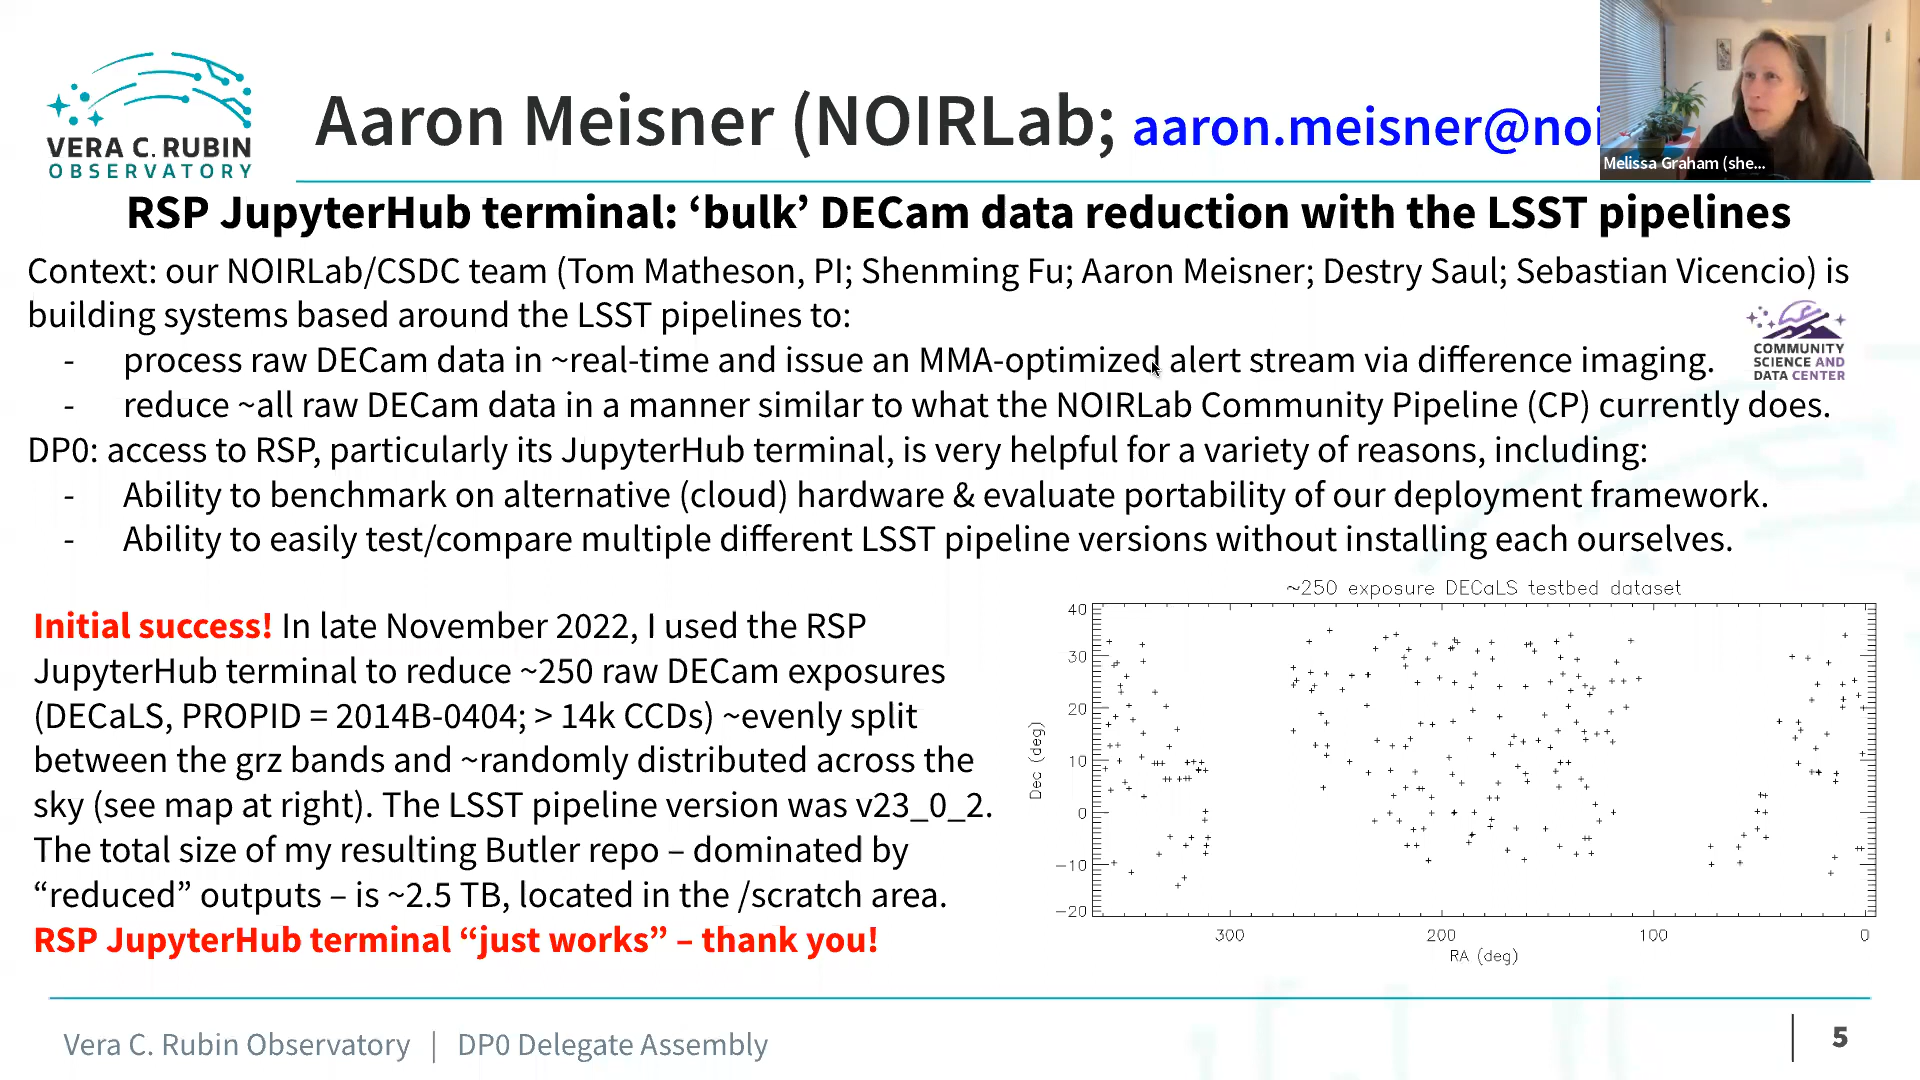 VERA C. RUBIN
OBSERVATORY
Aaron Meisner (NOIRLab; aaron.meisner@noi
Melissa Graham (she...
RSP JupyterHub terminal: ‘bulk’ DECam data reduction with the LSST pipelines
Context: our NOIRLab/CSDC team (Tom Matheson, PI; Shenming Fu; Aaron Meisner; Destry Saul; Sebastian Vicencio) is
building systems based around the LSST pipelines to:
- process raw DECam data in ~real-time and issue an MMA-optimized alert stream via difference imaging.
- reduce ~all raw DECam data in a manner similar to what the NOIRLab Community Pipeline (CP) currently does.
COMMUNITY
SCIENCE AND
DATA CENTER
DP0: access to RSP, particularly its JupyterHub terminal, is very helpful for a variety of reasons, including:
- Ability to benchmark on alternative (cloud) hardware & evaluate portability of our deployment framework.
- Ability to easily test/compare multiple different LSST pipeline versions without installing each ourselves.
Initial success! In late November 2022, I used the RSP
JupyterHub terminal to reduce ~250 raw DECam exposures
(DECaLS, PROPID = 2014B-0404; > 14k CCDs) ~evenly split
between the grz bands and ~randomly distributed across the
sky (see map at right). The LSST pipeline version was v23_0_2.
The total size of my resulting Butler repo – dominated by
“reduced” outputs – is ~2.5 TB, located in the /scratch area.
RSP JupyterHub terminal “just works” – thank you!
~250 exposure DECaLS testbed dataset
40
30
20
10
0
−10
−20
Dec (deg)
300 200 100 0
RA (deg)
Vera C. Rubin Observatory | DP0 Delegate Assembly
5